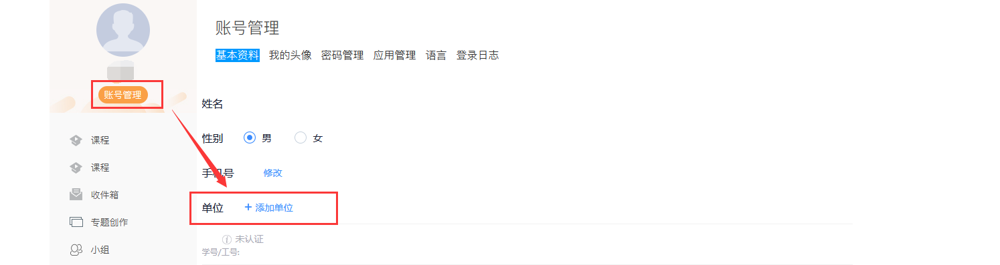 账号管理
课程
课程
收件箱
专题创作
小组
账号管理
基本资料 我的头像 密码管理 应用管理 语言 登录日志
姓名
性别 男 女
手机号 修改
单位 + 添加单位
未认证
学号/工号: